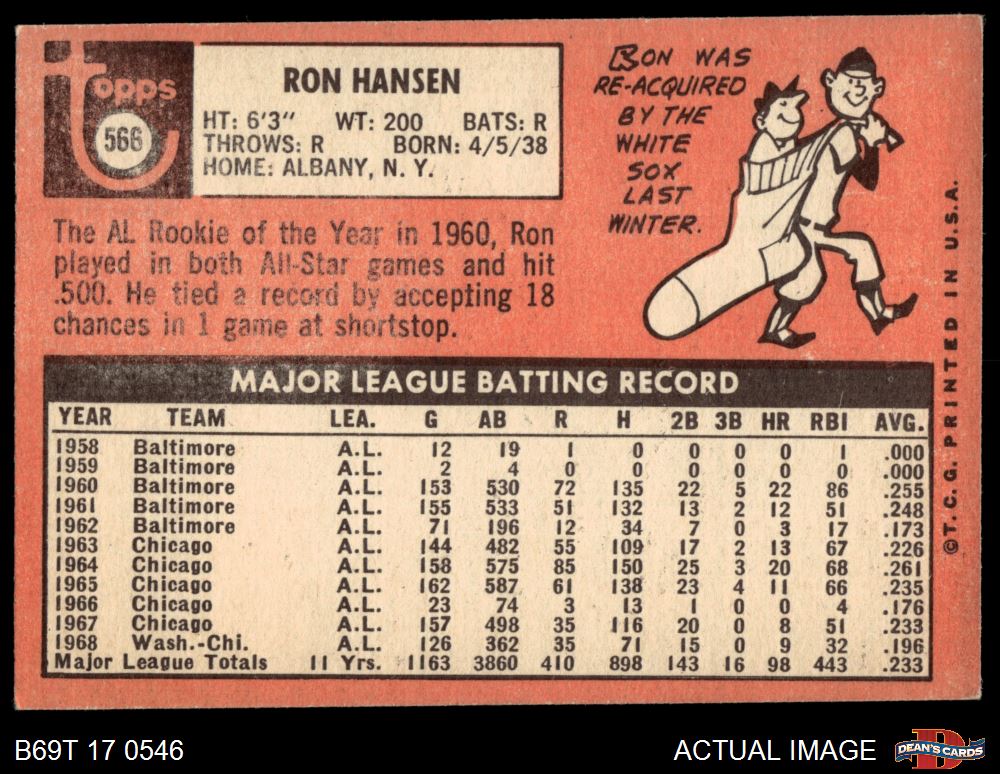 topps
566
RON HANSEN
HT: 6'3" WT: 200 BATS: R
THROWS: R BORN: 4/5/38
HOME: ALBANY, N. Y.
RON WAS
RE-ACQUIRED
BY THE
WHITE
SOX
LAST
WINTER.
The AL Rookie of the Year in 1960, Ron
played in both All-Star games and hit
.500. He tied a record by accepting 18
chances in 1 game at shortstop.
MAJOR LEAGUE BATTING RECORD
YEAR TEAM LEA. G AB R H 2B 3B HR RBI AVG.
1958 Baltimore A.L. 12 19 1 0 0 0 0 1 .000
1959 Baltimore A.L. 2 4 0 0 0 0 0 0 .000
1960 Baltimore A.L. 153 530 72 135 22 5 22 86 .255
1961 Baltimore A.L. 155 533 51 132 13 2 12 51 .248
1962 Baltimore A.L. 71 196 12 34 7 0 3 17 .173
1963 Chicago A.L. 144 482 55 109 17 2 13 67 .226
1964 Chicago A.L. 158 575 85 150 25 3 20 68 .261
1965 Chicago A.L. 162 587 61 138 23 4 11 66 .235
1966 Chicago A.L. 23 74 3 13 1 0 0 4 .176
1967 Chicago A.L. 157 498 35 116 20 0 8 51 .233
1968 Wash.-Chi. A.L. 126 362 35 71 15 0 9 32 .196
Major League Totals 11 Yrs. 1163 3860 410 898 143 16 98 443 .233
©T.C.G. PRINTED IN U.S.A.
B69T 17 0546
ACTUAL IMAGE
D
DEAN'S CARDS